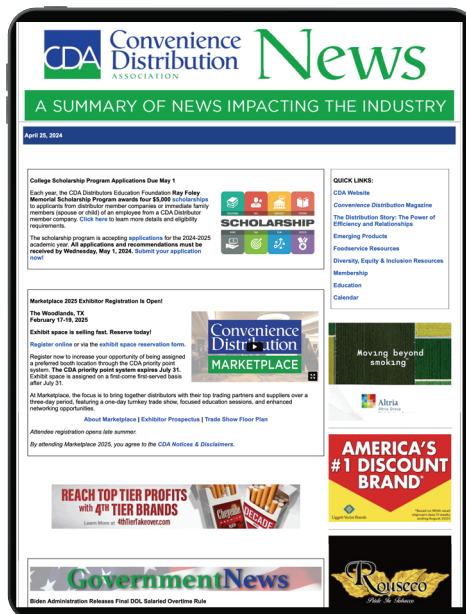 CDA Convenience Distribution ASSOCIATION News
A SUMMARY OF NEWS IMPACTING THE INDUSTRY
April 25, 2024
College Scholarship Program Applications Due May 1
Each year, the CDA Distributors Education Foundation Ray Foley
Memorial Scholarship Program awards four $5,000 scholarships
to applicants from distributor member companies or immediate family
members (spouse or child) of an employee from a CDA Distributor
member company. Click here to learn more details and eligibility
requirements.
The scholarship program is accepting applications for the 2024-2025
academic year. All applications and recommendations must be
received by Wednesday, May 1, 2024. Submit your application
now!
SCHOLARSHIP
Marketplace 2025 Exhibitor Registration Is Open!
The Woodlands, TX
February 17-19, 2025
Exhibit space is selling fast. Reserve today!
Register online or via the exhibit space reservation form.
Register now to increase your opportunity of being assigned
a preferred booth location through the CDA priority point
system. The CDA priority point system expires July 31.
Exhibit space is assigned on a first-come first-served basis
after July 31.
Convenience
Distribution
MARKETPLACE
At Marketplace, the focus is to bring together distributors with their top trading partners and suppliers over a
three-day period, featuring a one-day turnkey trade show, focused education sessions, and enhanced
networking opportunities.
About Marketplace | Exhibitor Prospectus | Trade Show Floor Plan
Attendee registration opens late summer.
By attending Marketplace 2025, you agree to the CDA Notices & Disclaimers.
REACH TOP TIER PROFITS
with 4TH TIER BRANDS
Learn More at 4thTierTakeover.com
Cheyenne
DECADE
GovernmentNews
Biden Administration Releases Final DOL Salaried Overtime Rule
QUICK LINKS:
CDA Website
Convenience Distribution Magazine
The Distribution Story: The Power of
Efficiency and Relationships
Emerging Products
Foodservice Resources
Diversity, Equity & Inclusion Resources
Membership
Education
Calendar
Moving beyond
smoking
Altria
Altria Group
AMERICA'S
#1 DISCOUNT
BRAND*
Liggett Vector Brands
Rouseco
Pride In Tobacco